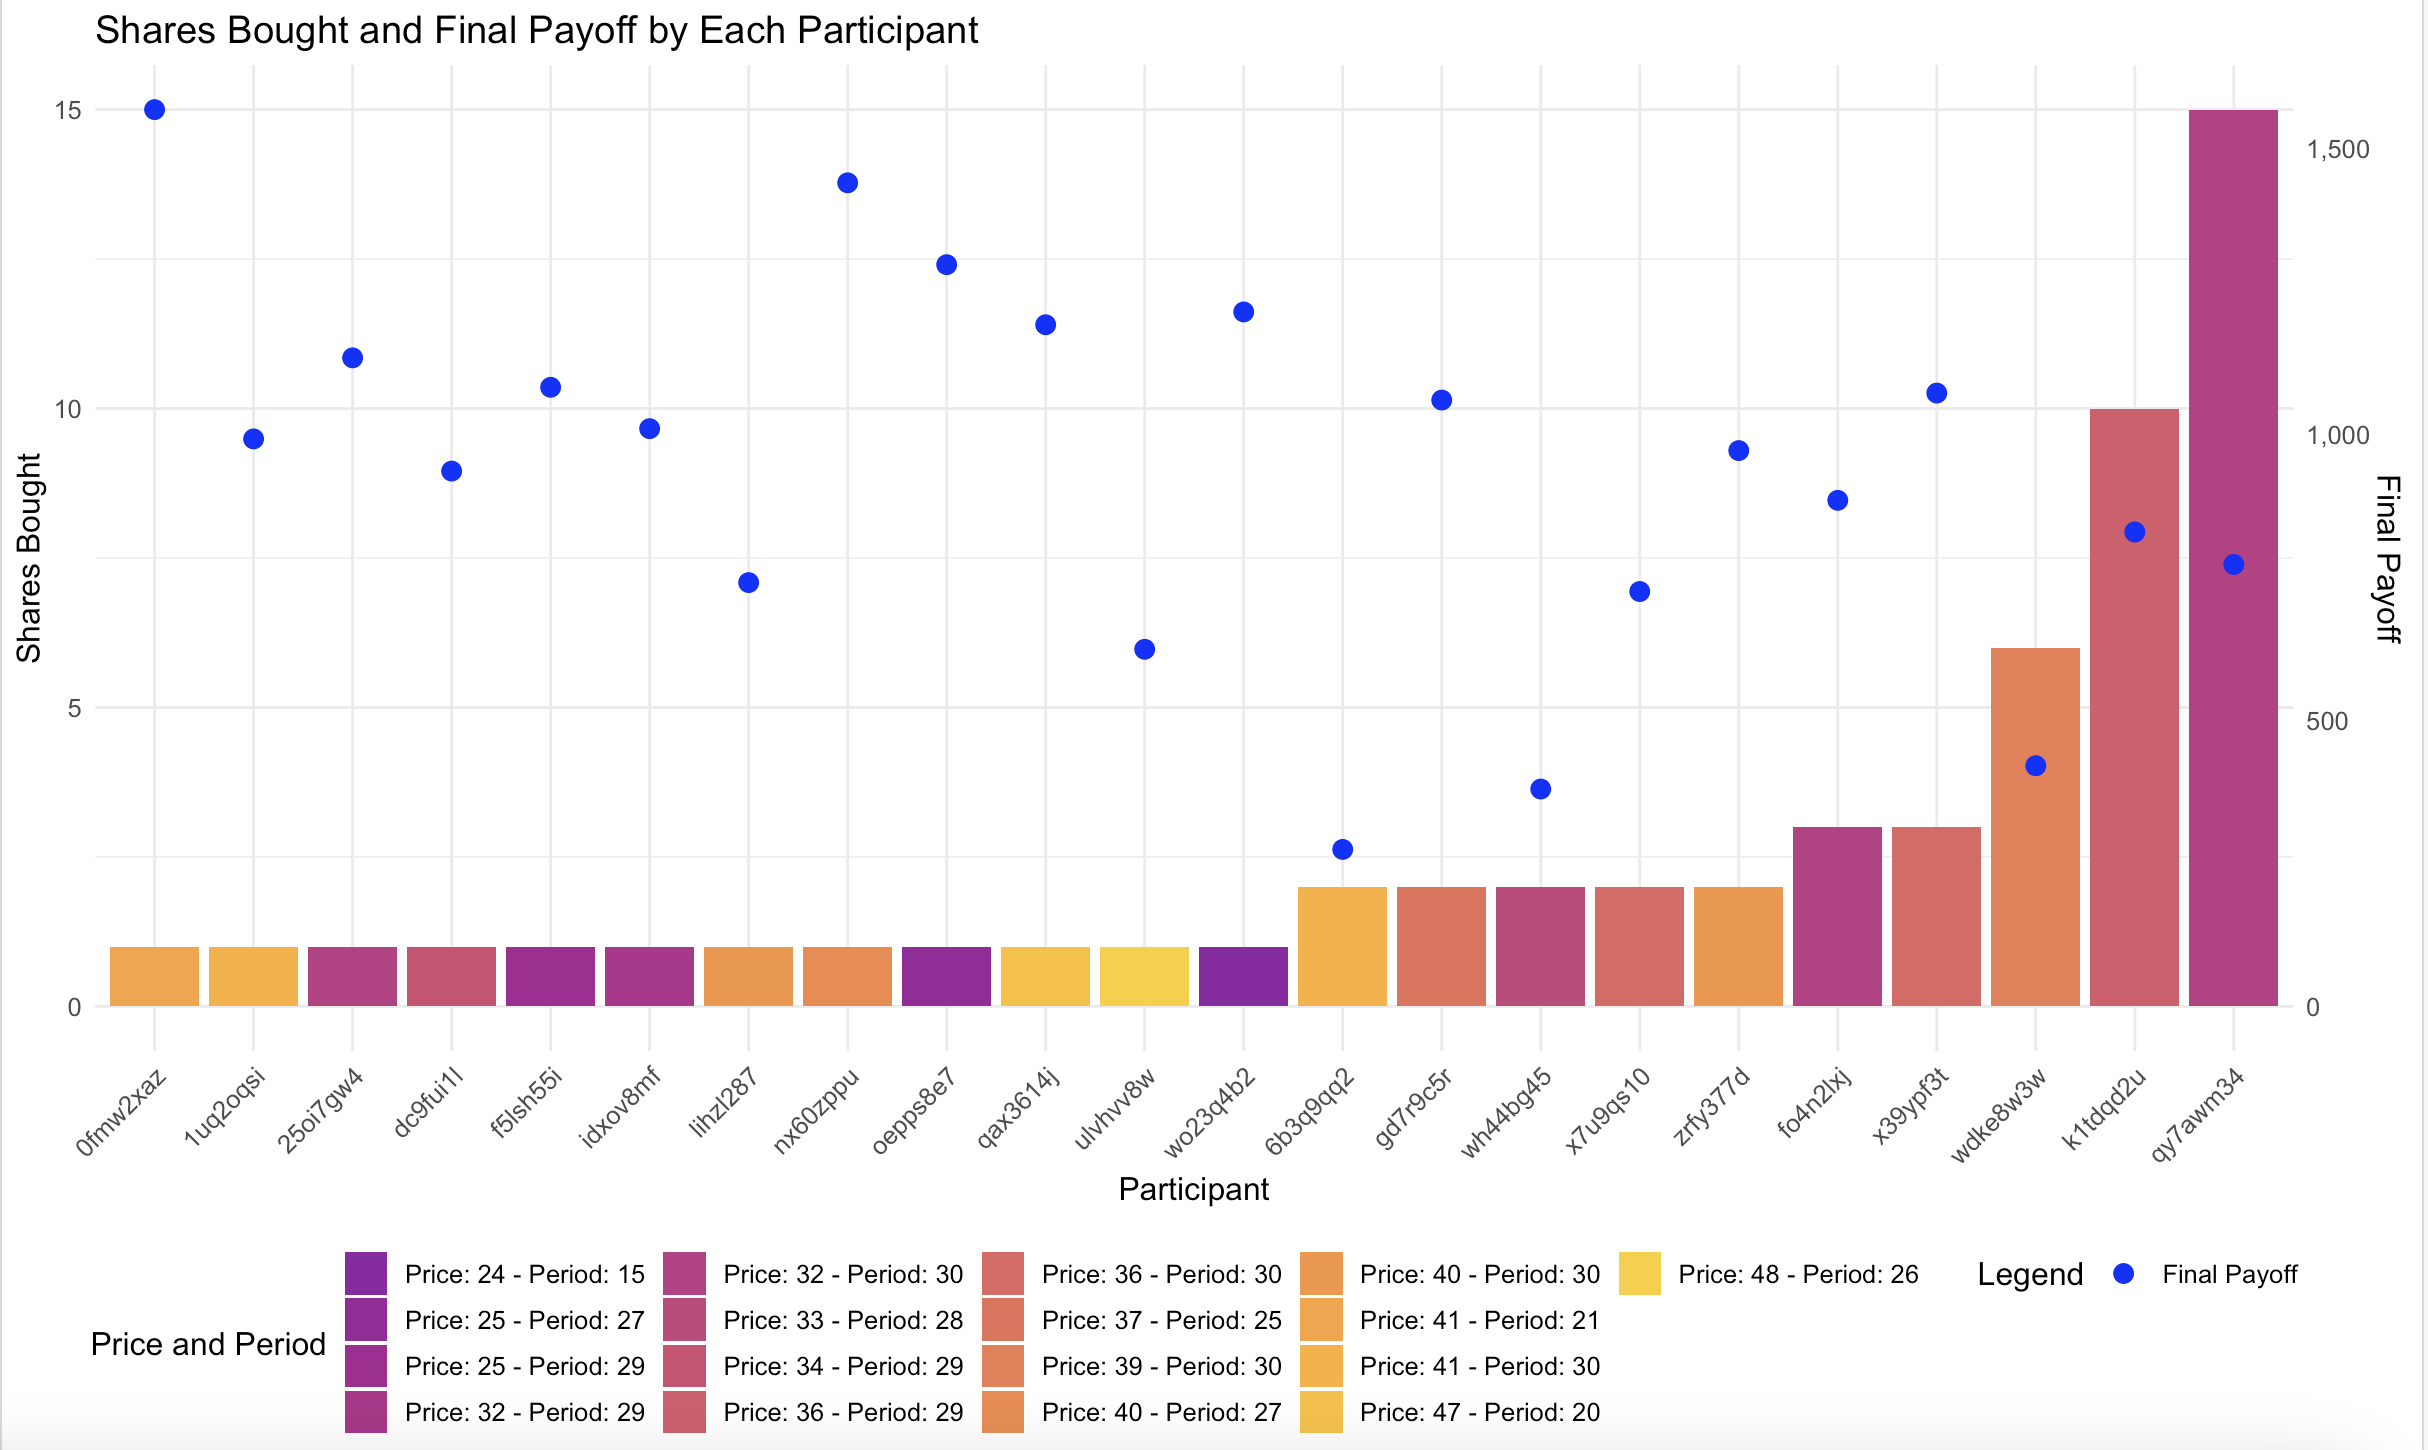 Shares Bought and Final Payoff by Each Participant
15
10
5
0
Shares Bought
1,500
1,000
500
0
Final Payoff
0fmw2xaz
1uq2oqsi
25oi7gw4
dc9fui1l
f5lsh55i
idxov8mf
lihzl287
nx60zppu
oepps8e7
qax3614j
ulvhvv8w
wo23q4b2
6b3q9qq2
gd7r9c5r
wh44bg45
x7u9qs10
zrfy377d
fo4n2lxj
x39ypf3t
wdke8w3w
k1tdqd2u
qy7awm34
Participant
Price and Period
Price: 24 - Period: 15
Price: 25 - Period: 27
Price: 25 - Period: 29
Price: 32 - Period: 29
Price: 32 - Period: 30
Price: 33 - Period: 28
Price: 34 - Period: 29
Price: 36 - Period: 29
Price: 36 - Period: 30
Price: 37 - Period: 25
Price: 39 - Period: 30
Price: 40 - Period: 27
Price: 40 - Period: 30
Price: 41 - Period: 21
Price: 41 - Period: 30
Price: 47 - Period: 20
Price: 48 - Period: 26
Legend
Final Payoff